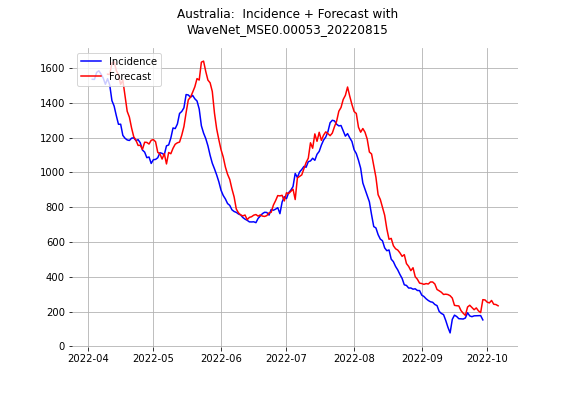 Australia:  Incidence + Forecast with
WaveNet_MSE0.00053_20220815
Incidence
Forecast
1600
1400
1200
1000
800
600
400
200
0
2022-04 2022-05 2022-06 2022-07 2022-08 2022-09 2022-10